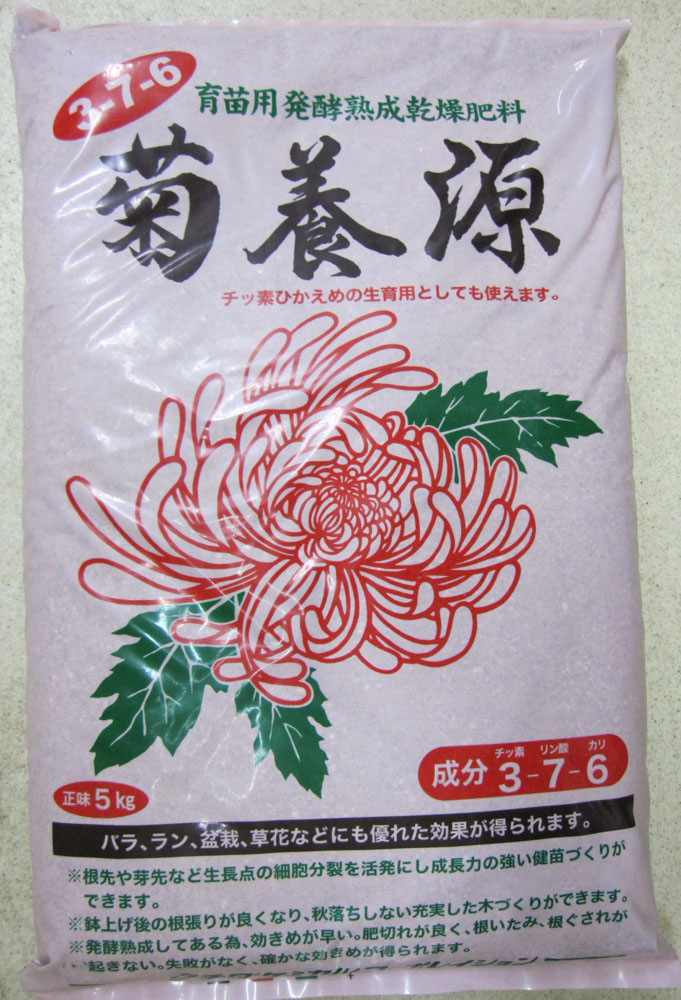 3-7-6
育苗用発酵熟成乾燥肥料
菊養源
チッ素ひかえめの生育用としても使えます。
チッ素 リン酸 カリ
成分 3-7-6
正味5kg
バラ、ラン、盆栽、草花などにも優れた効果が得られます。
※根先や芽先など生長点の細胞分裂を活発にし成長力の強い健苗づくりが
できます。
※鉢上げ後の根張りが良くなり、秋落ちしない充実した木づくりができます。
※発酵熟成してある為、効きめが早い。肥切れが良く、根いたみ、根ぐされが
起きない。失敗がなく、確かな効きめが得られます。